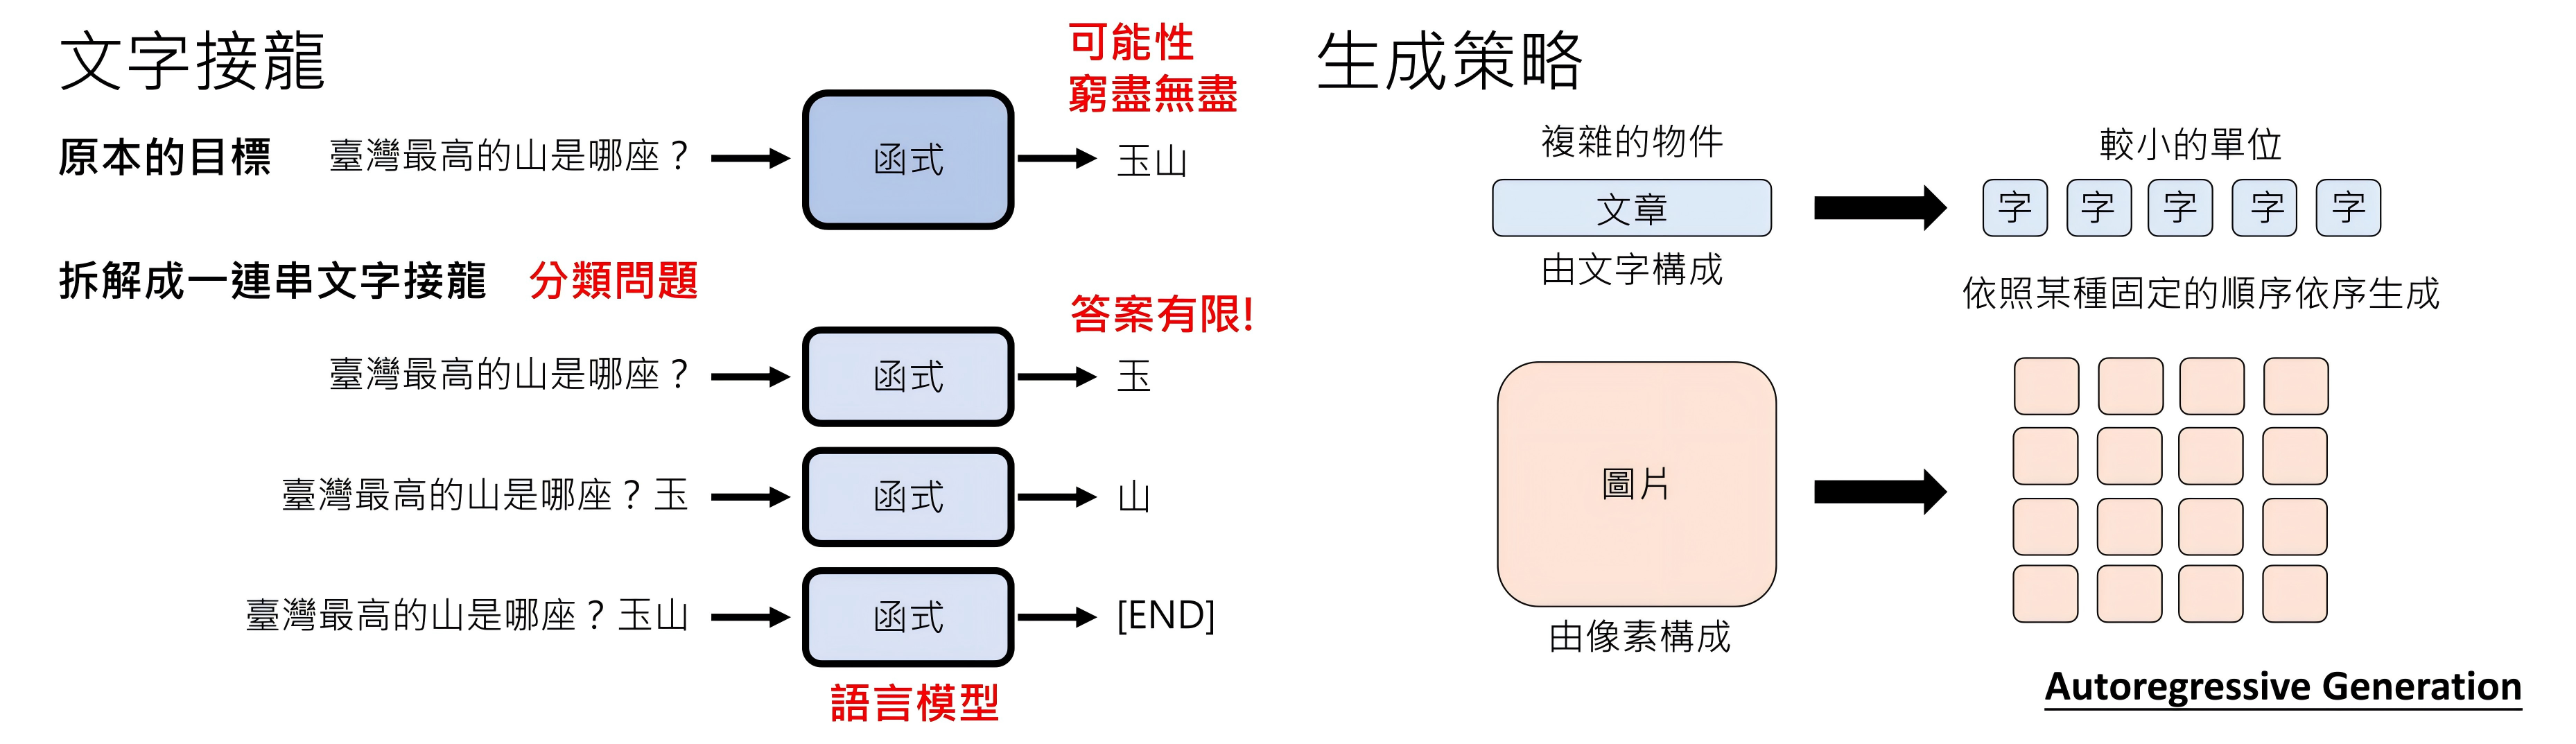 文字接龍
可能性
窮盡無盡
原本的目標
臺灣最高的山是哪座？
函式
玉山
拆解成一連串文字接龍
分類問題
答案有限!
臺灣最高的山是哪座？
函式
玉
臺灣最高的山是哪座？玉
函式
山
臺灣最高的山是哪座？玉山
函式
[END]
語言模型
生成策略
複雜的物件
較小的單位
文章
字 字 字 字 字
由文字構成
依照某種固定的順序依序生成
圖片
由像素構成
Autoregressive Generation